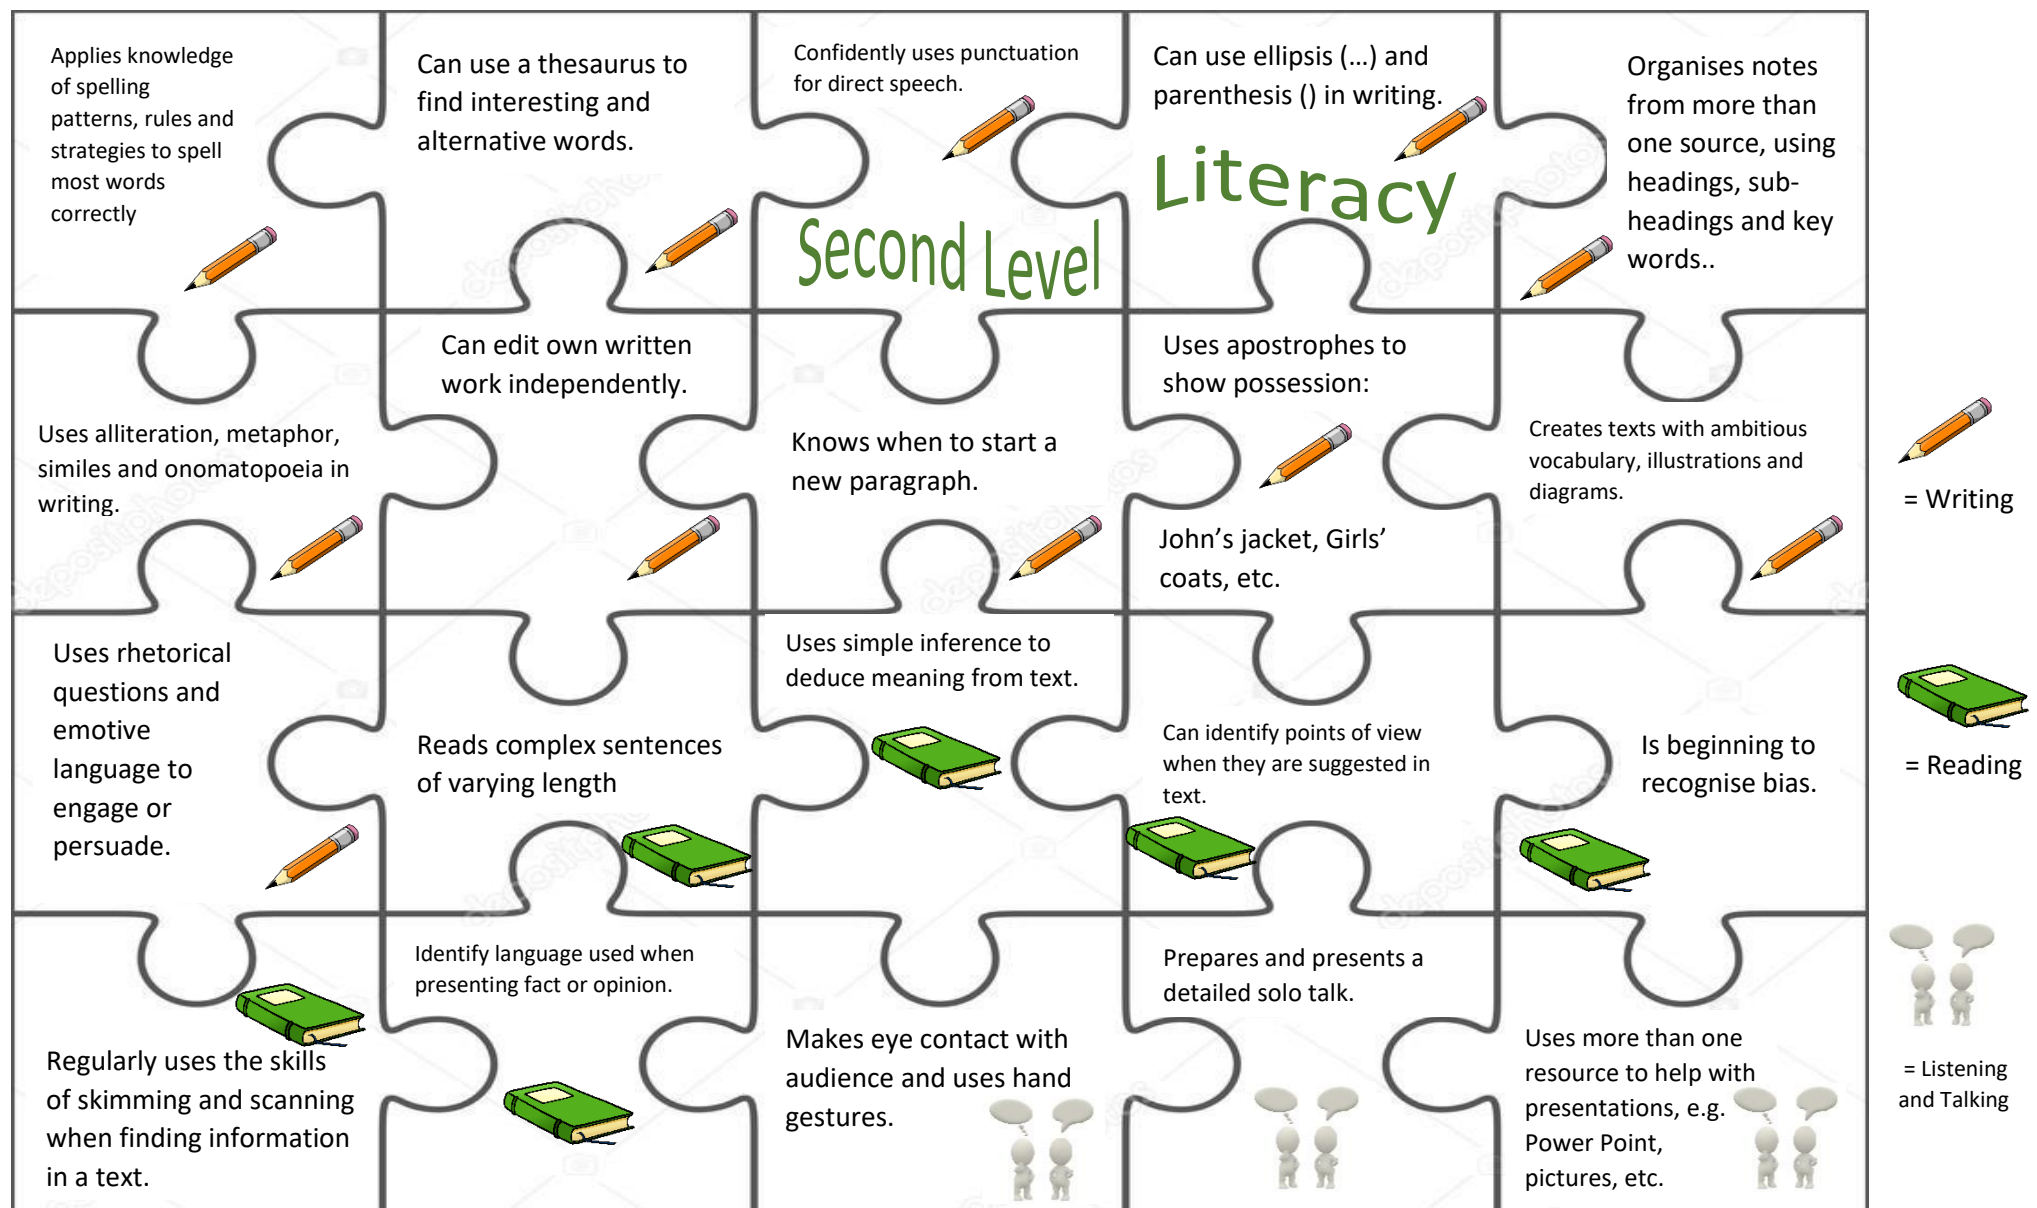 Applies knowledge
of spelling
patterns, rules and
strategies to spell
most words
correctly
Can use a thesaurus to
find interesting and
alternative words.
Confidently uses punctuation
for direct speech.
Second Level
Can use ellipsis (...) and
parenthesis () in writing.
Literacy
Organises notes
from more than
one source, using
headings, sub-
headings and key
words..
Uses alliteration, metaphor,
similes and onomatopoeia in
writing.
Can edit own written
work independently.
Knows when to start a
new paragraph.
Uses apostrophes to
show possession:
John’s jacket, Girls’
coats, etc.
Creates texts with ambitious
vocabulary, illustrations and
diagrams.
= Writing
Uses rhetorical
questions and
emotive
language to
engage or
persuade.
Reads complex sentences
of varying length
Uses simple inference to
deduce meaning from text.
Can identify points of view
when they are suggested in
text.
Is beginning to
recognise bias.
= Reading
Regularly uses the skills
of skimming and scanning
when finding information
in a text.
Identify language used when
presenting fact or opinion.
Makes eye contact with
audience and uses hand
gestures.
Prepares and presents a
detailed solo talk.
Uses more than one
resource to help with
presentations, e.g.
Power Point,
pictures, etc.
= Listening
and Talking